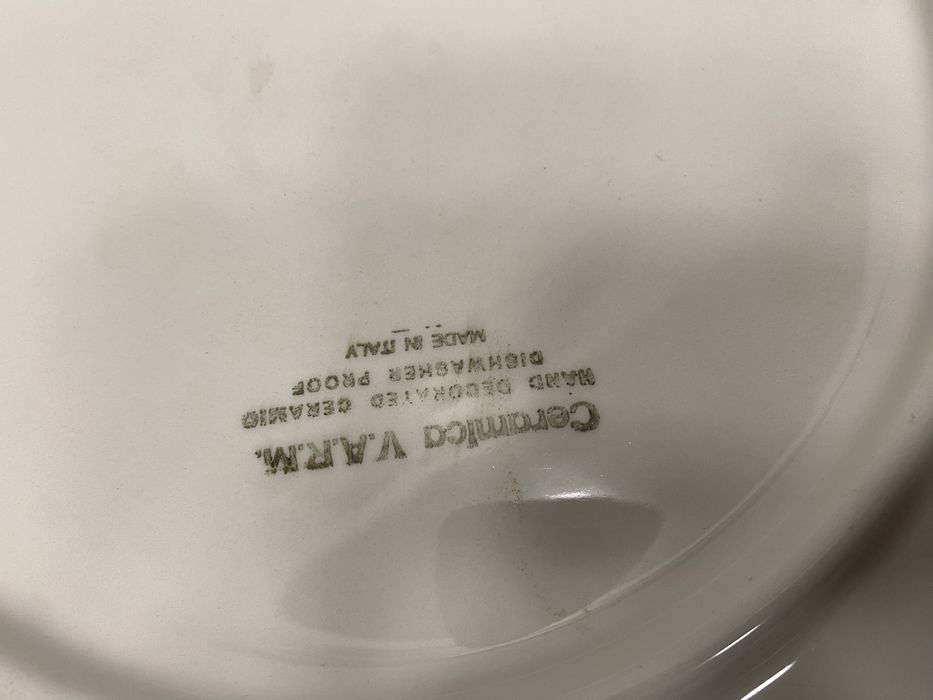 Ceramica V.A.R.M.
HAND DECORATED CERAMIC
DISHWASHER PROOF
MADE IN ITALY